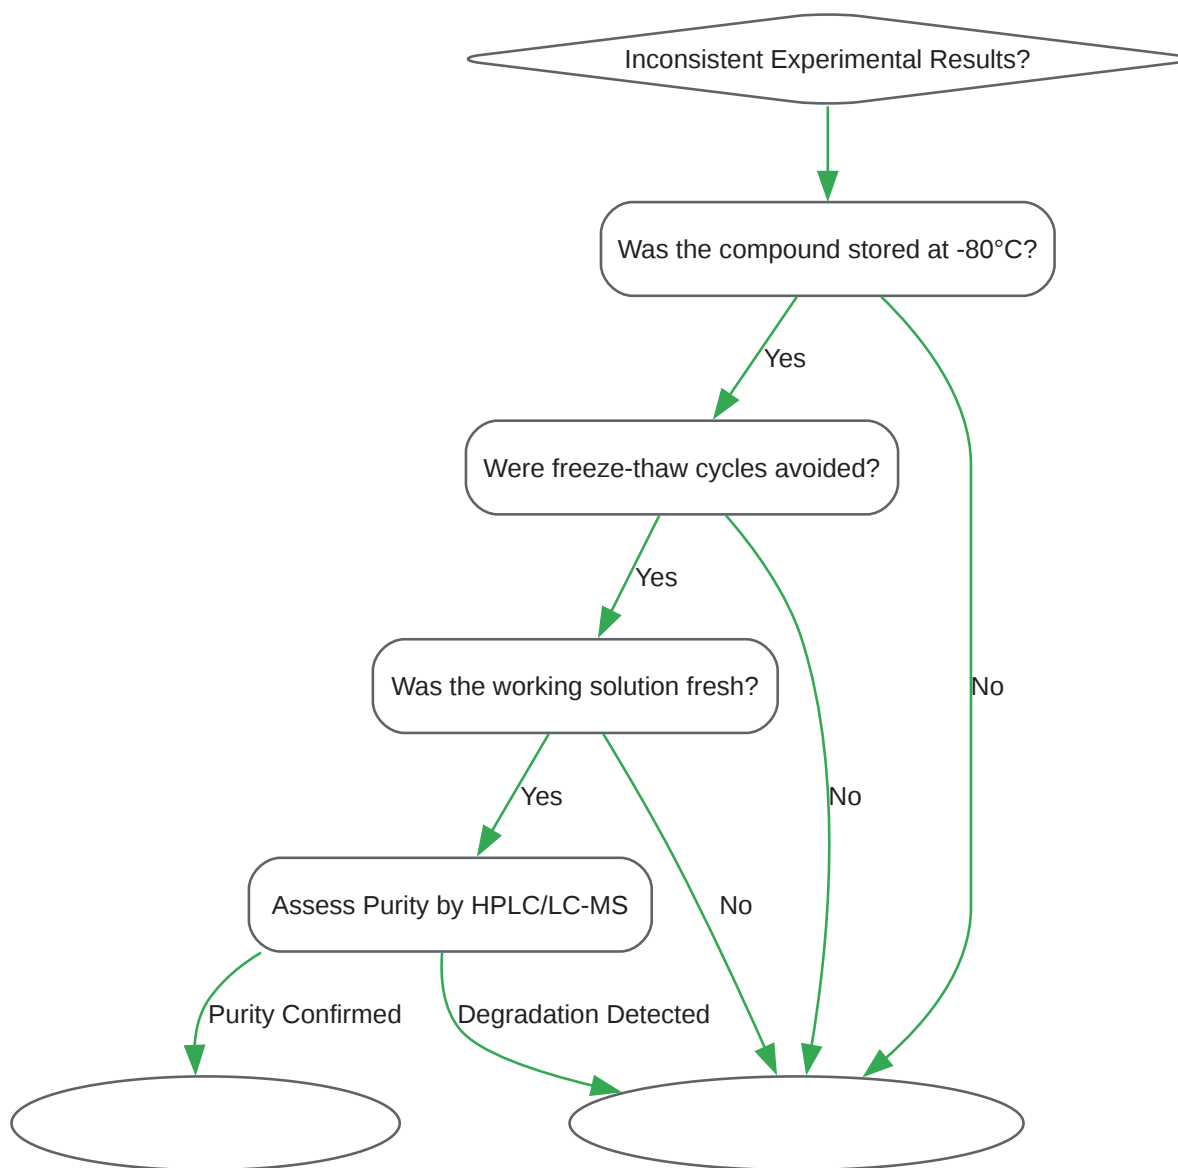 Inconsistent Experimental Results?
Was the compound stored at -80°C?
Yes
Were freeze-thaw cycles avoided?
Yes
Was the working solution fresh?
No
Yes
No
Assess Purity by HPLC/LC-MS
No
Purity Confirmed
Degradation Detected